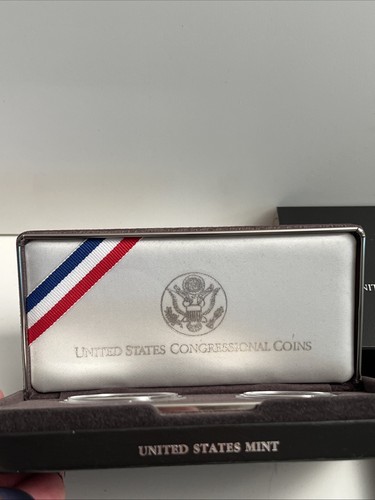 UNITED STATES CONGRESSIONAL COINS
UNITED STATES MINT